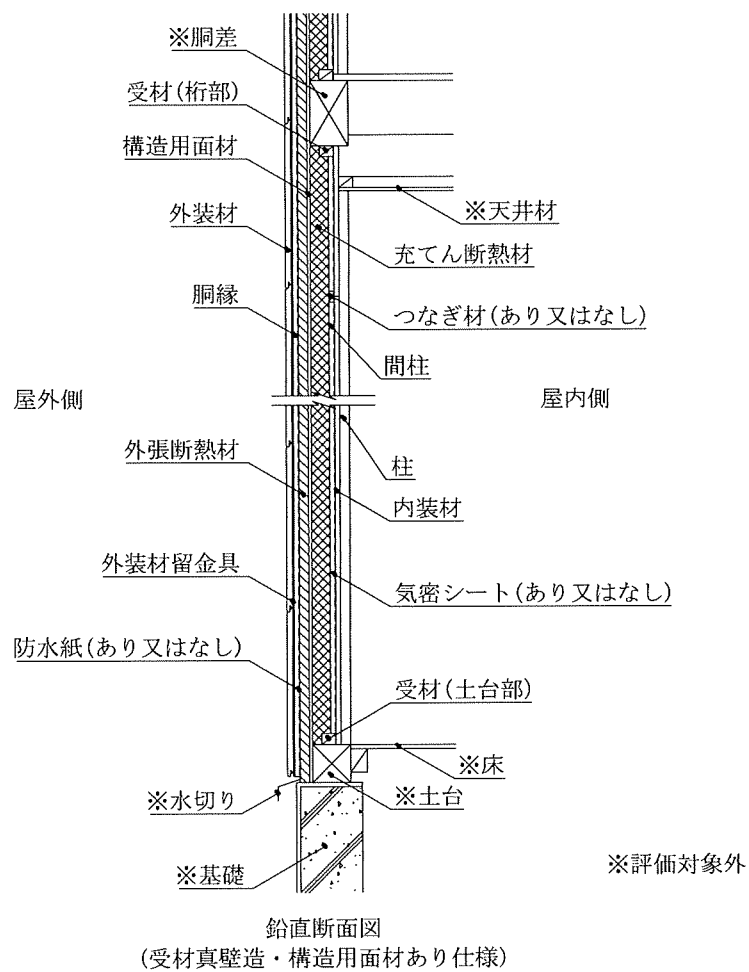 ※胴差
受材(桁部)
構造用面材
※天井材
外装材
充てん断熱材
胴縁
つなぎ材(あり又はなし)
間柱
屋外側
屋内側
外張断熱材
柱
内装材
外装材留金具
気密シート(あり又はなし)
防水紙(あり又はなし)
受材(土台部)
※床
※水切り
※土台
※基礎
※評価対象外
鉛直断面図
(受材真壁造・構造用面材あり仕様)